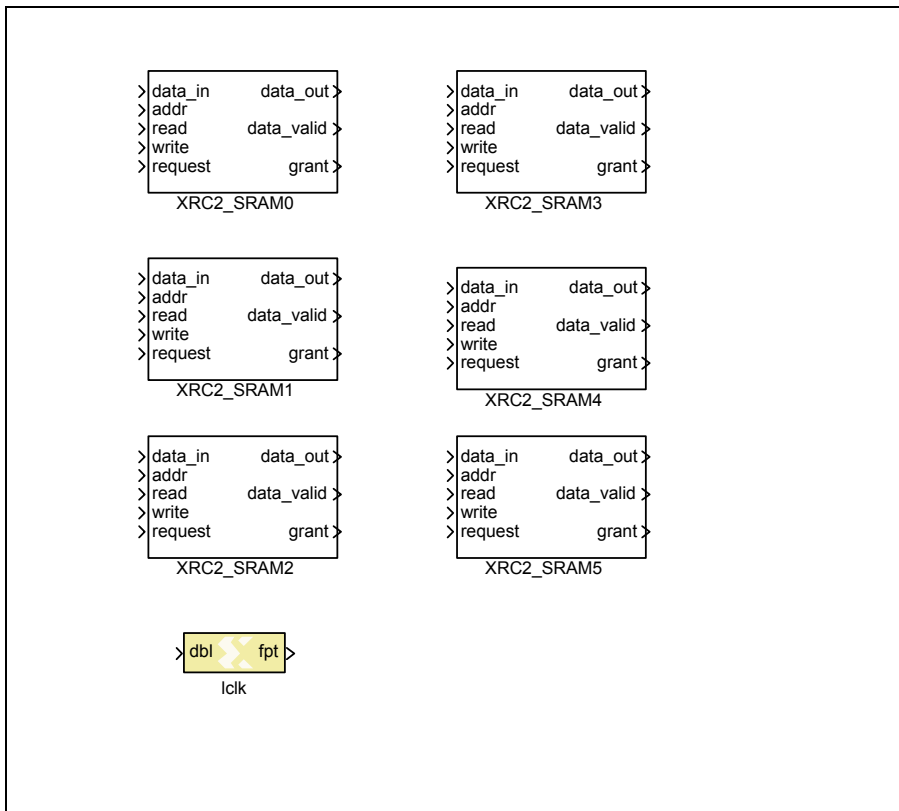 data_in data_out
addr
read data_valid
write
request grant
XRC2_SRAM0
data_in data_out
addr
read data_valid
write
request grant
XRC2_SRAM3
data_in data_out
addr
read data_valid
write
request grant
XRC2_SRAM1
data_in data_out
addr
read data_valid
write
request grant
XRC2_SRAM4
data_in data_out
addr
read data_valid
write
request grant
XRC2_SRAM2
data_in data_out
addr
read data_valid
write
request grant
XRC2_SRAM5
dbl fpt
lclk